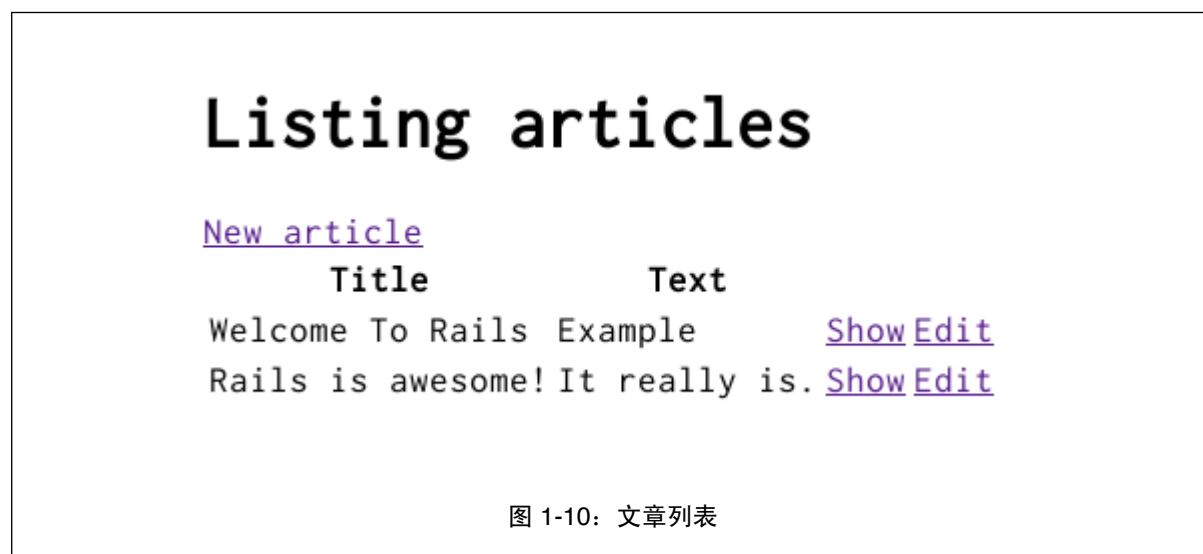 Listing articles
New article
Title Text
Welcome To Rails Example Show Edit
Rails is awesome! It really is. Show Edit
图 1-10：文章列表